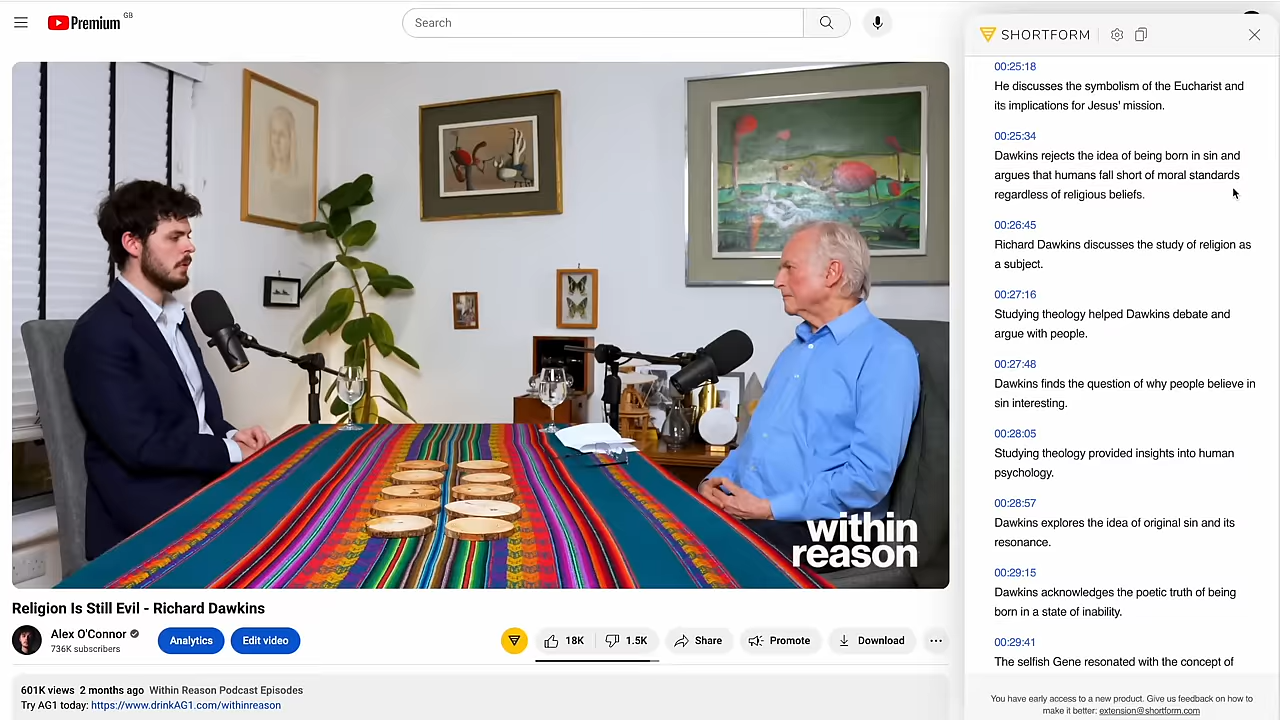 Premium GB
Search
SHORTFORM
00:25:18
He discusses the symbolism of the Eucharist and
its implications for Jesus' mission.
00:25:34
Dawkins rejects the idea of being born in sin and
argues that humans fall short of moral standards
regardless of religious beliefs.
00:26:45
Richard Dawkins discusses the study of religion as
a subject.
00:27:16
Studying theology helped Dawkins debate and
argue with people.
00:27:48
Dawkins finds the question of why people believe in
sin interesting.
00:28:05
Studying theology provided insights into human
psychology.
00:28:57
Dawkins explores the idea of original sin and its
resonance.
00:29:15
Dawkins acknowledges the poetic truth of being
born in a state of inability.
00:29:41
The selfish Gene resonated with the concept of
You have early access to a new product. Give us feedback on how to
make it better: extension@shortform.com
within
reason
Religion Is Still Evil - Richard Dawkins
Alex O'Connor
736K subscribers
Analytics
Edit video
18K
1.5K
Share
Promote
Download
601K views 2 months ago Within Reason Podcast Episodes
Try AG1 today: https://www.drinkAG1.com/withinreason